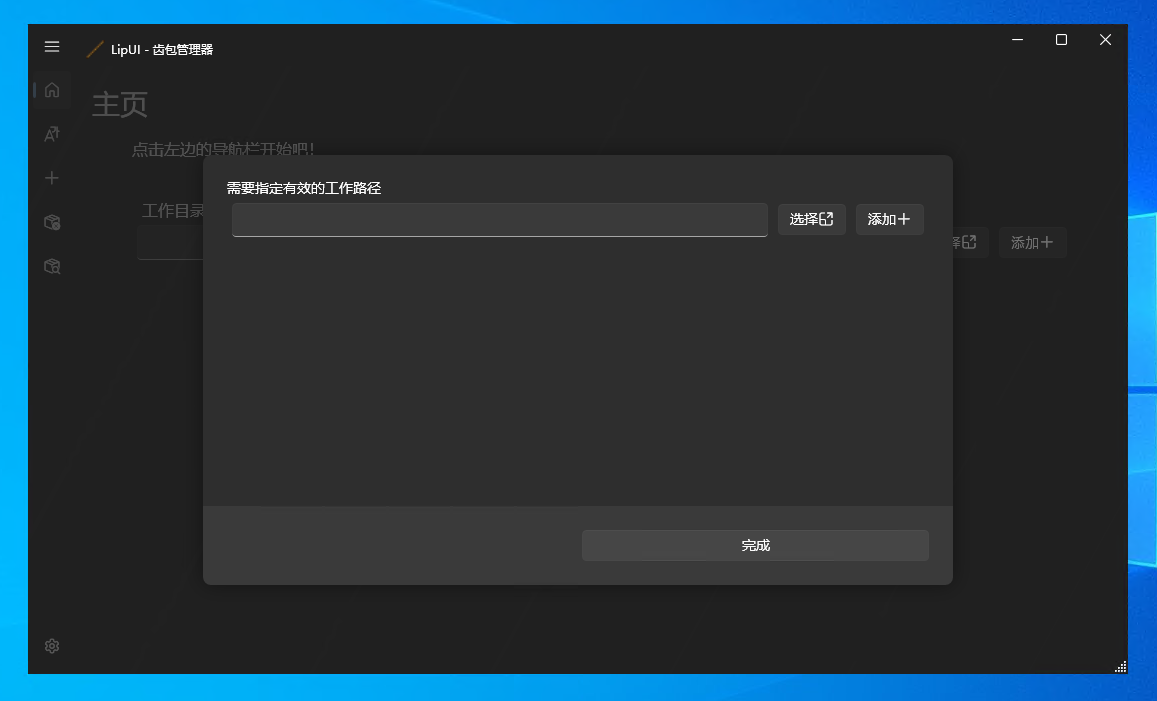 LipUI - 齿包管理器
主页
点击左边的导航栏开始吧！
需要指定有效的工作路径
选择 添加
工作目录
择 添加
完成